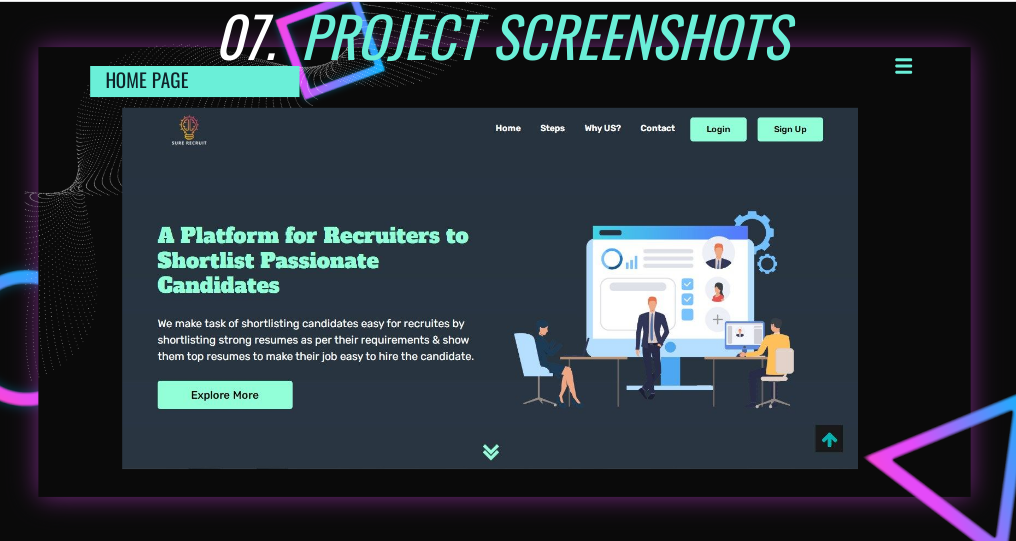 07. PROJECT SCREENSHOTS
HOME PAGE
SURE RECRUIT
Home Steps Why US? Contact Login Sign Up
A Platform for Recruiters to
Shortlist Passionate
Candidates
We make task of shortlisting candidates easy for recruites by
shortlisting strong resumes as per their requirements & show
them top resumes to make their job easy to hire the candidate.
Explore More